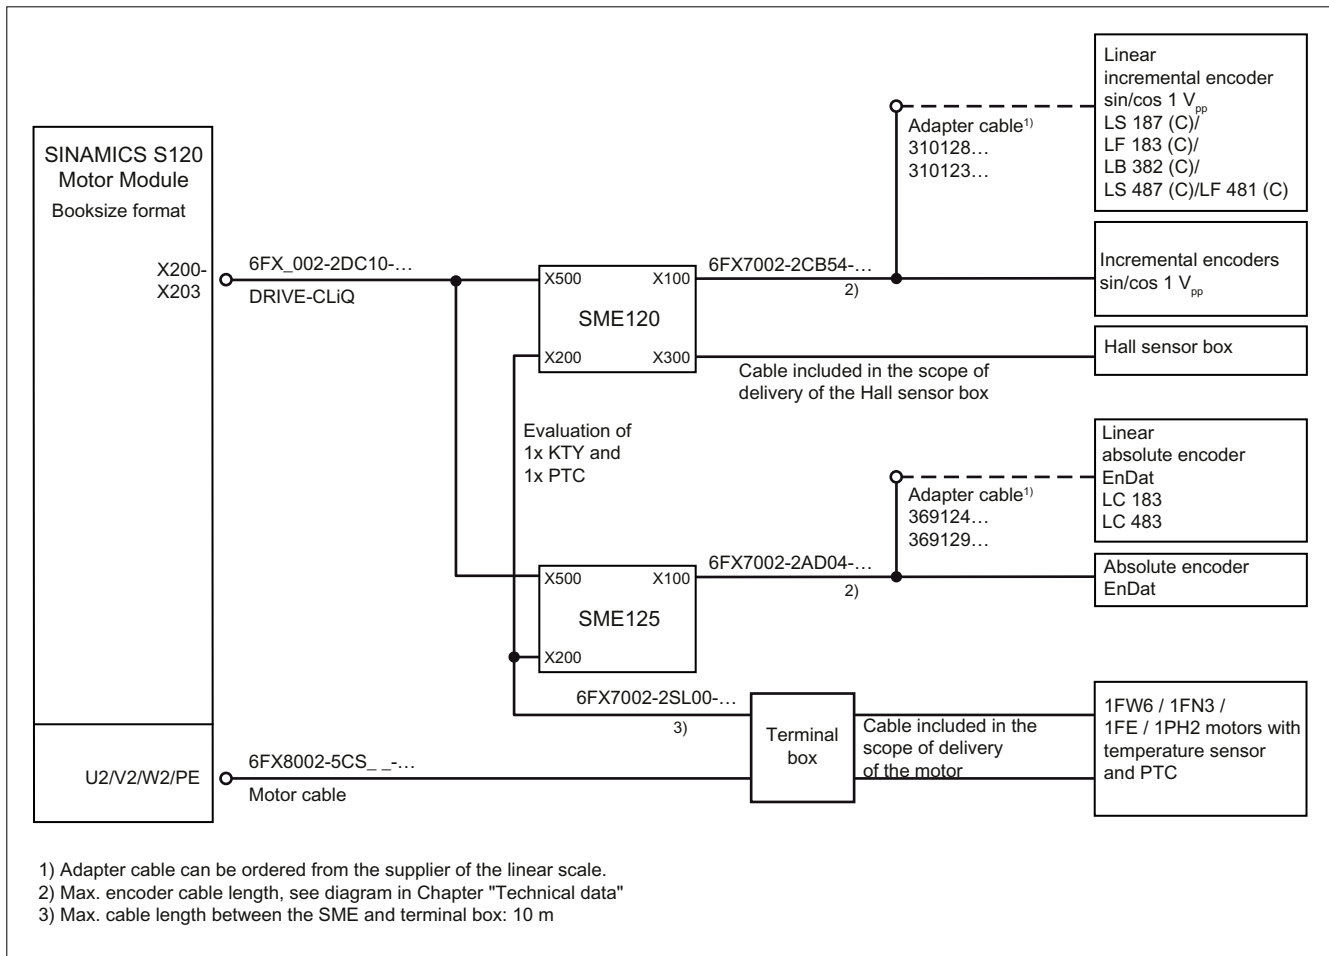 SINAMICS S120
Motor Module
Booksize format
X200-
X203
6FX_002-2DC10-…
DRIVE-CLiQ
X500
X100
SME120
X200
X300
6FX7002-2CB54-…
2)
Adapter cable1)
310128…
310123…
Linear
incremental encoder
sin/cos 1 Vpp
LS 187 (C)/
LF 183 (C)/
LB 382 (C)/
LS 487 (C)/LF 481 (C)
Incremental encoders
sin/cos 1 Vpp
Hall sensor box
Cable included in the scope of
delivery of the Hall sensor box
Evaluation of
1x KTY and
1x PTC
Linear
absolute encoder
EnDat
LC 183
LC 483
Adapter cable1)
369124…
369129…
6FX7002-2AD04-…
2)
Absolute encoder
EnDat
X500
X100
SME125
X200
6FX7002-2SL00-…
3)
Terminal
box
Cable included in the
scope of delivery
of the motor
1FW6 / 1FN3 /
1FE / 1PH2 motors with
temperature sensor
and PTC
U2/V2/W2/PE
6FX8002-5CS_ _-…
Motor cable
1) Adapter cable can be ordered from the supplier of the linear scale.
2) Max. encoder cable length, see diagram in Chapter "Technical data"
3) Max. cable length between the SME and terminal box: 10 m